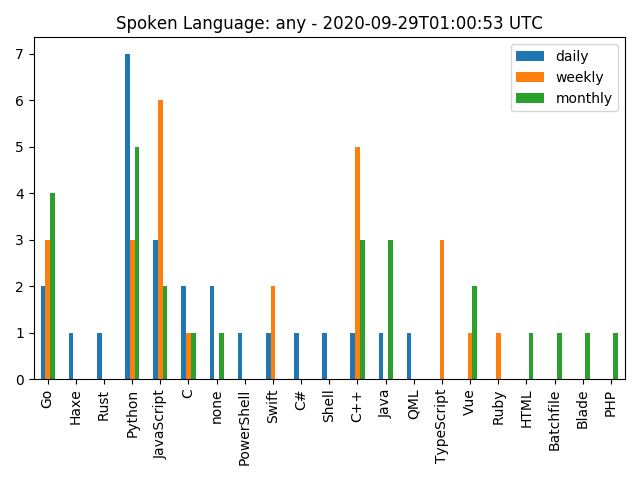 Spoken Language: any - 2020-09-29T01:00:53 UTC
daily
weekly
monthly
7
6
5
4
3
2
1
0
Go
Haxe
Rust
Python
JavaScript
C
none
PowerShell
Swift
C#
Shell
C++
Java
QML
TypeScript
Vue
Ruby
HTML
Batchfile
Blade
PHP